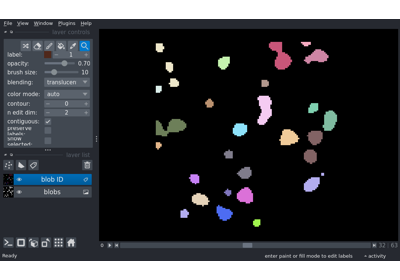 File View Window Plugins Help
layer controls
label: 1
opacity: 0.70
brush size: 10
blending: translucen
color mode: auto
contour: 0
n edit dim: 2
contiguous:
preserve labels:
show selected:
layer list
blob ID
blobs
32 63
Ready enter paint or fill mode to edit labels activity